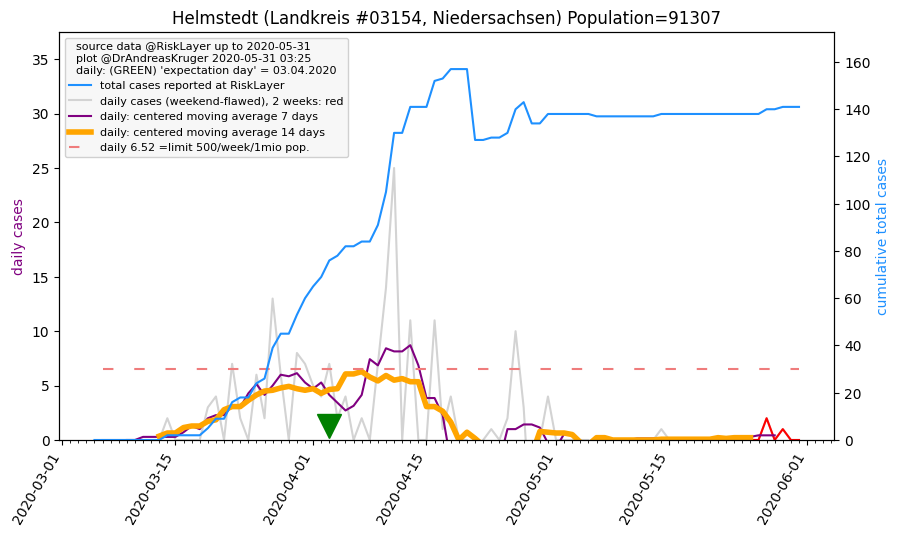 Helmstedt (Landkreis #03154, Niedersachsen) Population=91307
source data @RiskLayer up to 2020-05-31
plot @DrAndreasKruger 2020-05-31 03:25
daily: (GREEN) 'expectation day' = 03.04.2020
total cases reported at RiskLayer
daily cases (weekend-flawed), 2 weeks: red
daily: centered moving average 7 days
daily: centered moving average 14 days
daily 6.52 =limit 500/week/1mio pop.
daily cases
35
30
25
20
15
10
5
0
cumulative total cases
160
140
120
100
80
60
40
20
0
2020-03-01
2020-03-15
2020-04-01
2020-04-15
2020-05-01
2020-05-15
2020-06-01